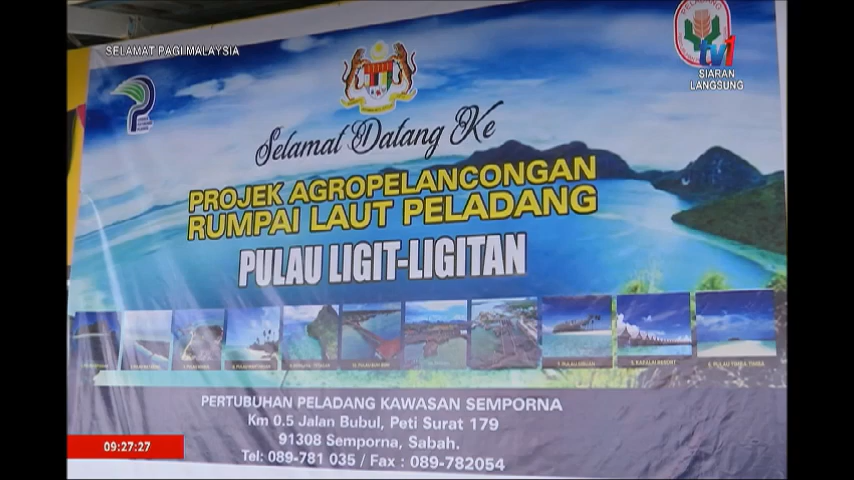 SELAMAT PAGI MALAYSIA
tv1
SIARAN
LANGSUNG
Selamat Datang Ke
PROJEK AGROPELANCONGAN
RUMPAI LAUT PELADANG
PULAU LIGIT-LIGITAN
PERTUBUHAN PELADANG KAWASAN SEMPORNA
Km 0.5 Jalan Bubul, Peti Surat 179
91308 Semporna, Sabah.
Tel: 089-781 035 / Fax : 089-782054
09:27:27